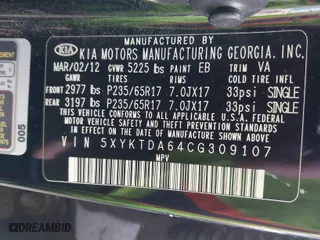 MANUFACTURED BY
KIA KIA MOTORS MANUFACTURING GEORGIA, INC.
MAR/02/12 GVWR 5225 lbs PAINT EB TRIM VA
TIRES RIMS COLD TIRE INFL.
FRONT 2977 lbs P235/65R17 7.0JX17 33psi SINGLE
REAR 3197 lbs P235/65R17 7.0JX17 33psi SINGLE
THIS VEHICLE CONFORMS TO ALL APPLICABLE
U.S.A. FEDERAL MOTOR VEHICLE SAFETY AND
THEFT PREVENTION STANDARDS IN EFFECT ON THE
DATE OF MANUFACTURE SHOWN ABOVE.
VIN 5XYKTDA64CG309107
MPV
005
DREAMBID